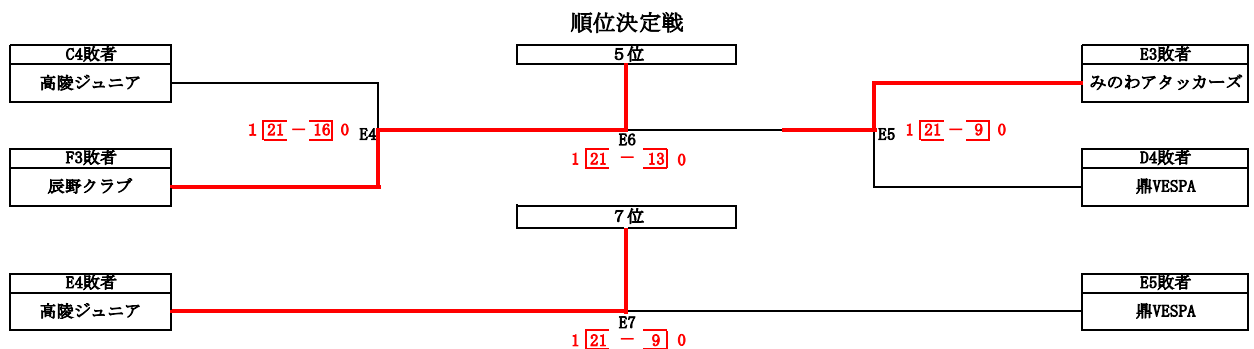 順位決定戦
C4敗者
５位
E3敗者
高陵ジュニア
みのわアタッカーズ
1 21 － 16 0
E4
E5
1 21 － 9 0
E6
F3敗者
1 21 － 13 0
D4敗者
辰野クラブ
鼎VESPA
７位
E4敗者
E5敗者
高陵ジュニア
鼎VESPA
E7
1 21 － 9 0